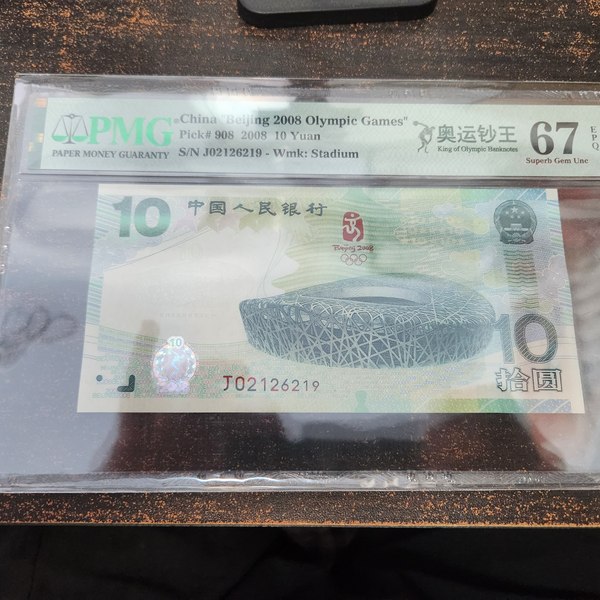 PMG
PAPER MONEY GUARANTY
China "Beijing 2008 Olympic Games"
Pick# 908 2008 10 Yuan
S/N J02126219 - Wmk: Stadium
奥运钞王
King of Olympic Banknotes
67
EPQ
Superb Gem Unc
10
中国人民银行
Beijing 2008
10
J02126219
10
拾圆